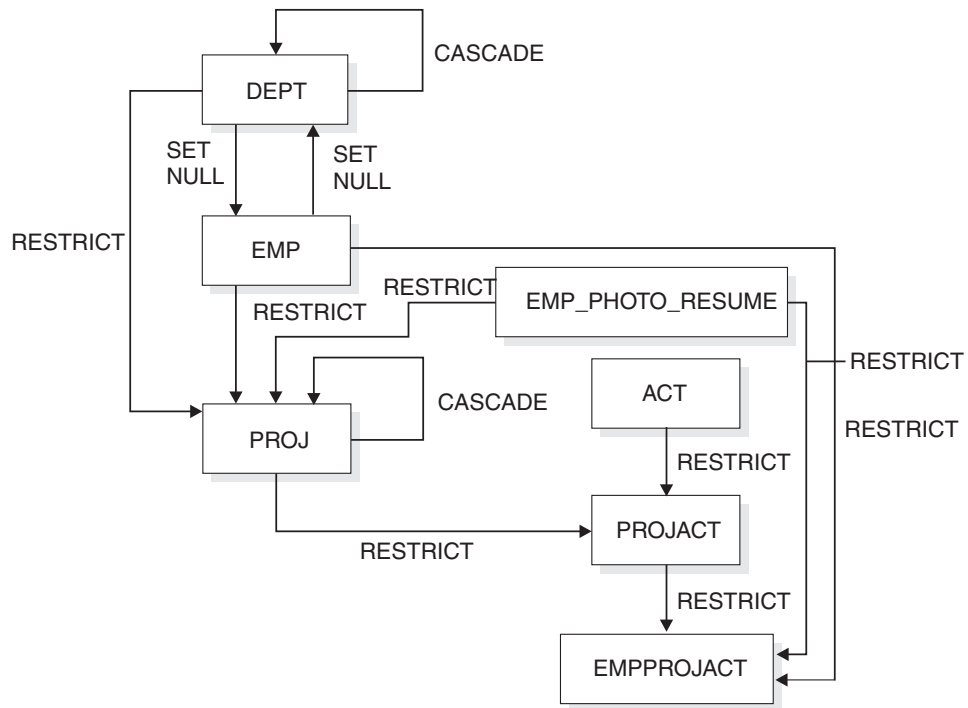 CASCADE
DEPT
SET
NULL
SET
NULL
RESTRICT
EMP
RESTRICT
RESTRICT
EMP_PHOTO_RESUME
RESTRICT
ACT
CASCADE
PROJ
RESTRICT
RESTRICT
PROJACT
RESTRICT
RESTRICT
EMPPROJACT